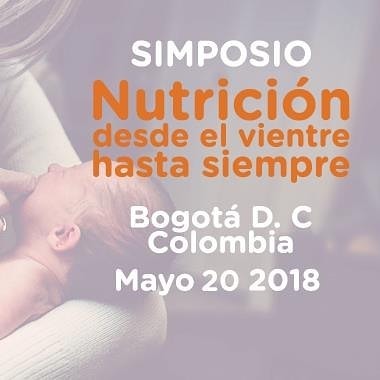 SIMPOSIO
Nutrición
desde el vientre
hasta siempre
Bogotá D. C
Colombia
Mayo 20 2018